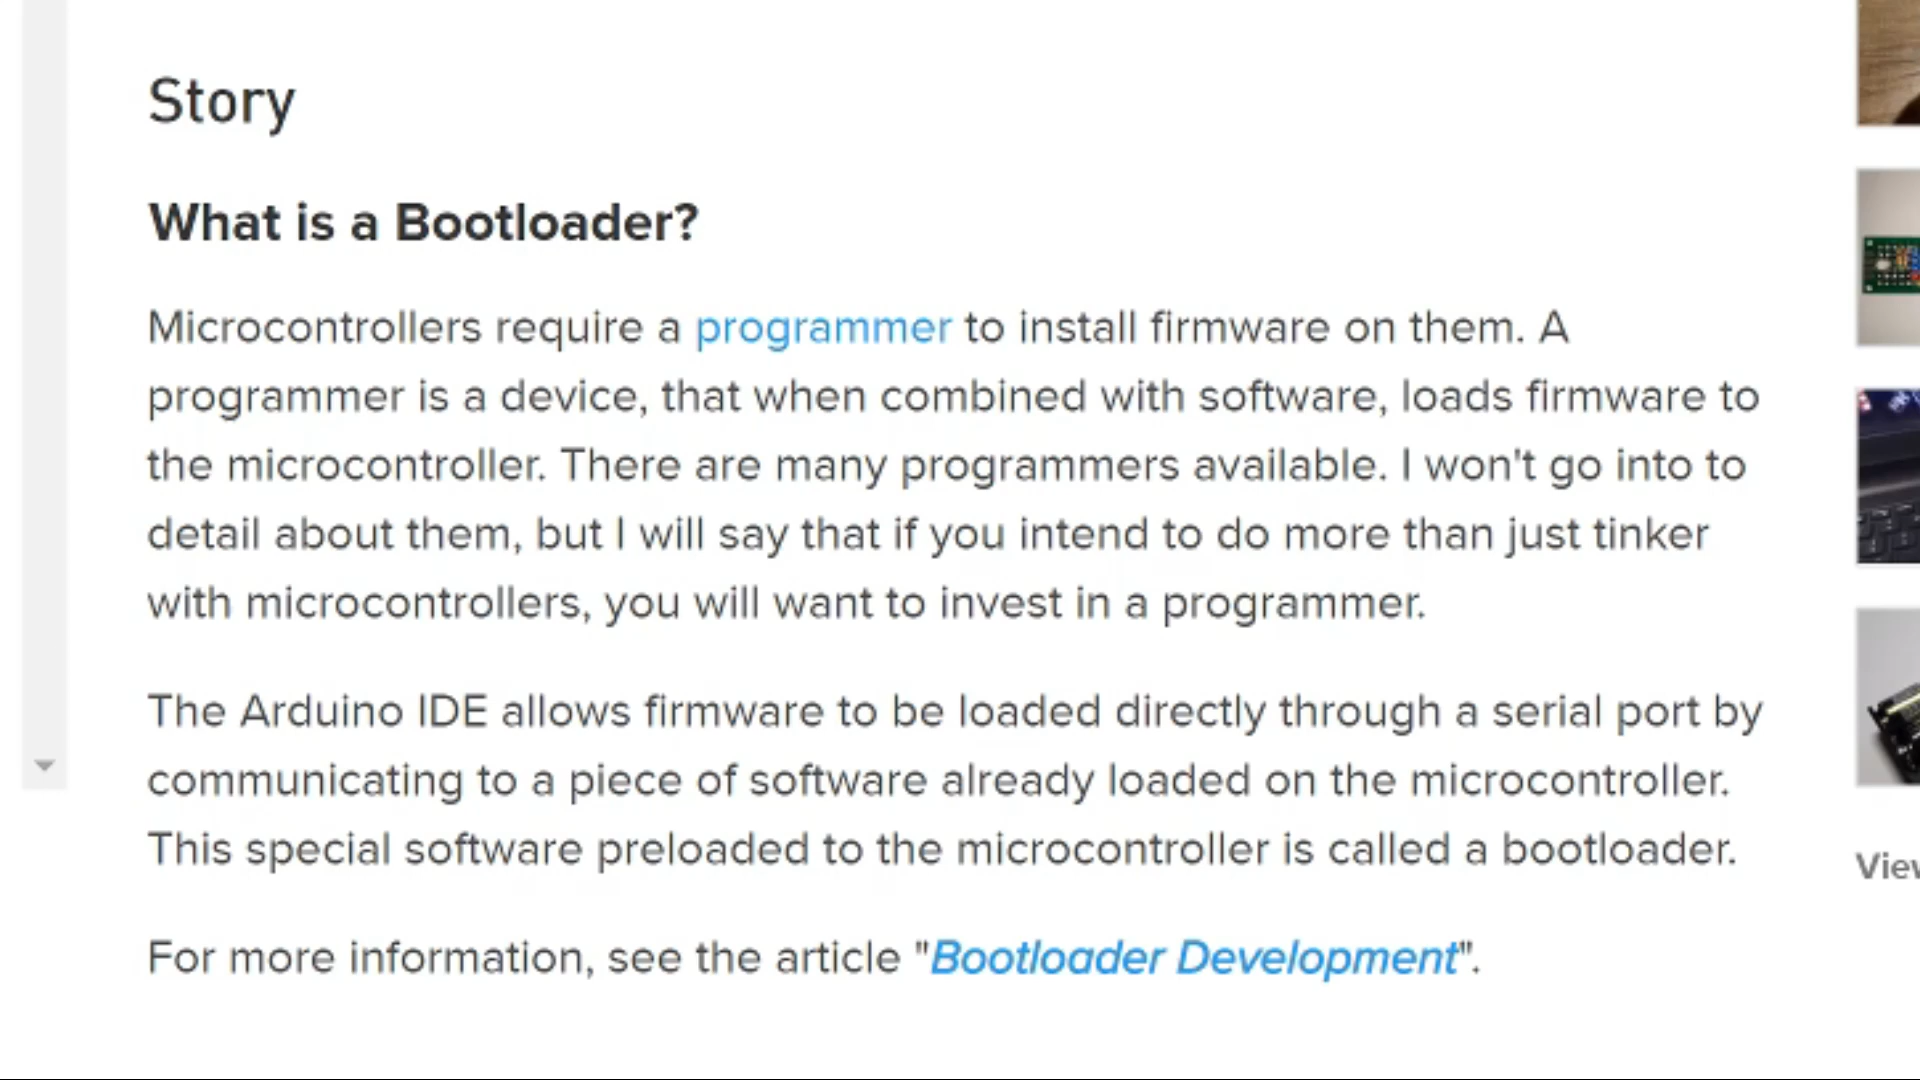 Story
What is a Bootloader?
Microcontrollers require a programmer to install firmware on them. A
programmer is a device, that when combined with software, loads firmware to
the microcontroller. There are many programmers available. I won't go into to
detail about them, but I will say that if you intend to do more than just tinker
with microcontrollers, you will want to invest in a programmer.
The Arduino IDE allows firmware to be loaded directly through a serial port by
communicating to a piece of software already loaded on the microcontroller.
This special software preloaded to the microcontroller is called a bootloader.
For more information, see the article "Bootloader Development".